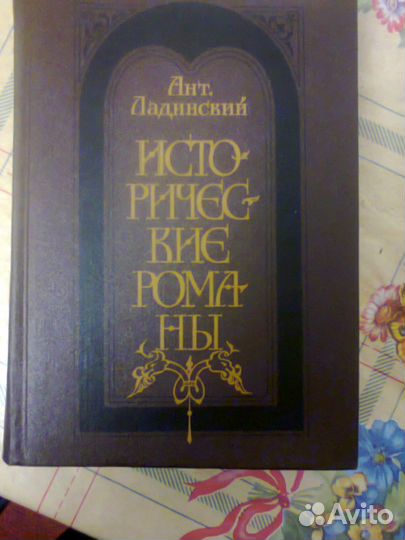 Ант.
Ладинский
ИСТО-
РИЧЕС-
КИЕ
РОМА
НЫ
Avito